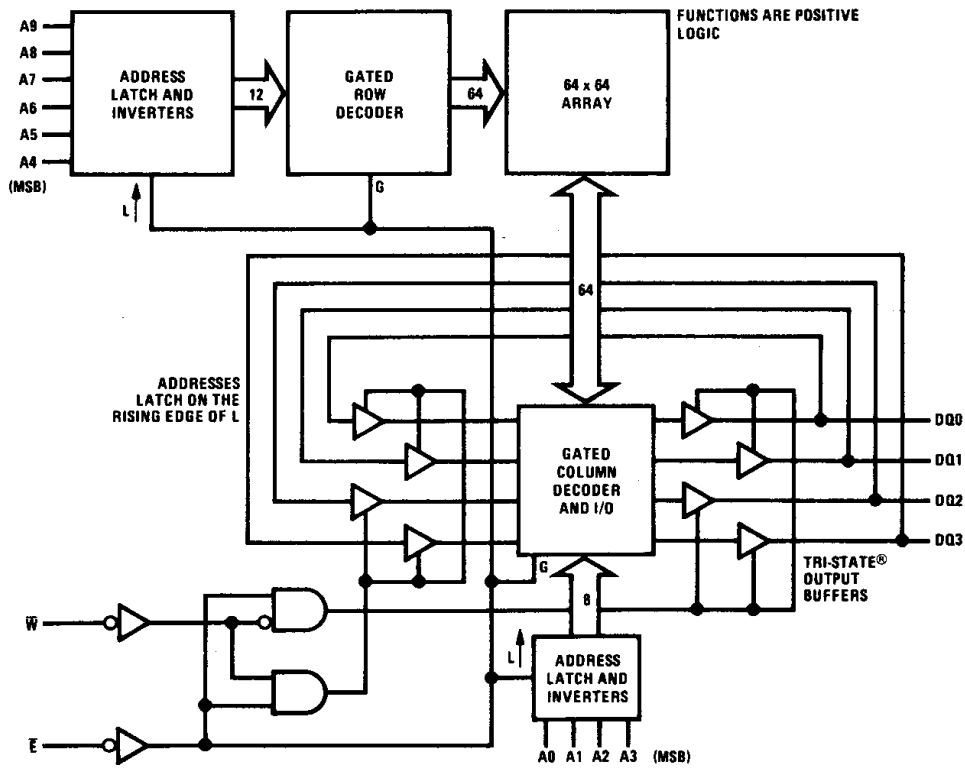 A9
A8
A7
A6
A5
A4
(MSB)
ADDRESS
LATCH AND
INVERTERS
12
GATED
ROW
DECODER
64
64 x 64
ARRAY
FUNCTIONS ARE POSITIVE
LOGIC
L
G
64
ADDRESSES
LATCH ON THE
RISING EDGE OF L
GATED
COLUMN
DECODER
AND I/O
DQ0
DQ1
DQ2
DQ3
G
TRI-STATE®
OUTPUT
BUFFERS
8
W̅
L
ADDRESS
LATCH AND
INVERTERS
E̅
A0 A1 A2 A3 (MSB)